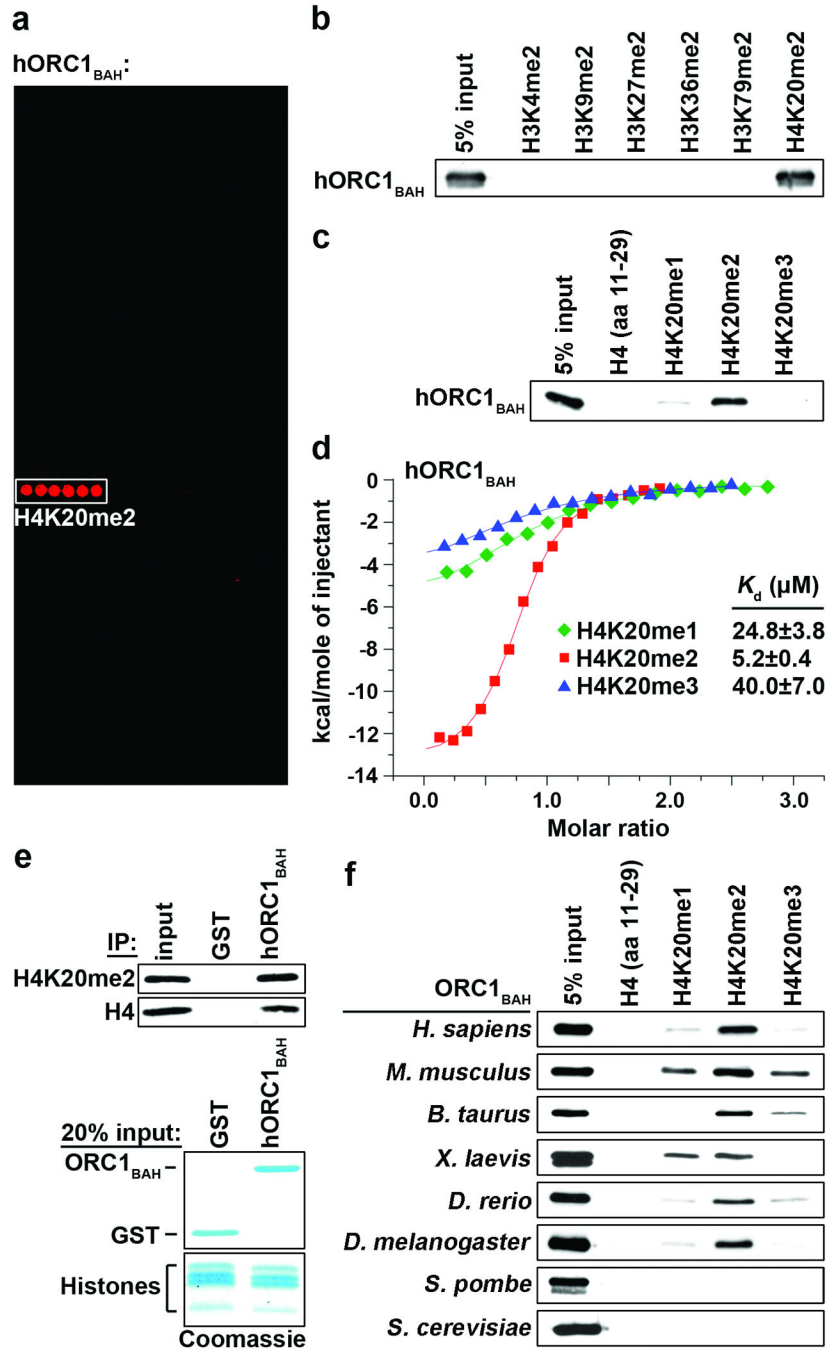 a
hORC1BAH:
H4K20me2
b
5% input
H3K4me2
H3K9me2
H3K27me2
H3K36me2
H3K79me2
H4K20me2
hORC1BAH
c
5% input
H4 (aa 11-29)
H4K20me1
H4K20me2
H4K20me3
hORC1BAH
d
hORC1BAH
kcal/mole of injectant
0
-2
-4
-6
-8
-10
-12
-14
0.0 1.0 2.0 3.0
Molar ratio
Kd (µM)
H4K20me1 24.8±3.8
H4K20me2 5.2±0.4
H4K20me3 40.0±7.0
e
IP:
input
GST
hORC1BAH
H4K20me2
H4
20% input:
GST
hORC1BAH
ORC1BAH –
GST –
Histones
Coomassie
f
ORC1BAH
5% input
H4 (aa 11-29)
H4K20me1
H4K20me2
H4K20me3
H. sapiens
M. musculus
B. taurus
X. laevis
D. rerio
D. melanogaster
S. pombe
S. cerevisiae